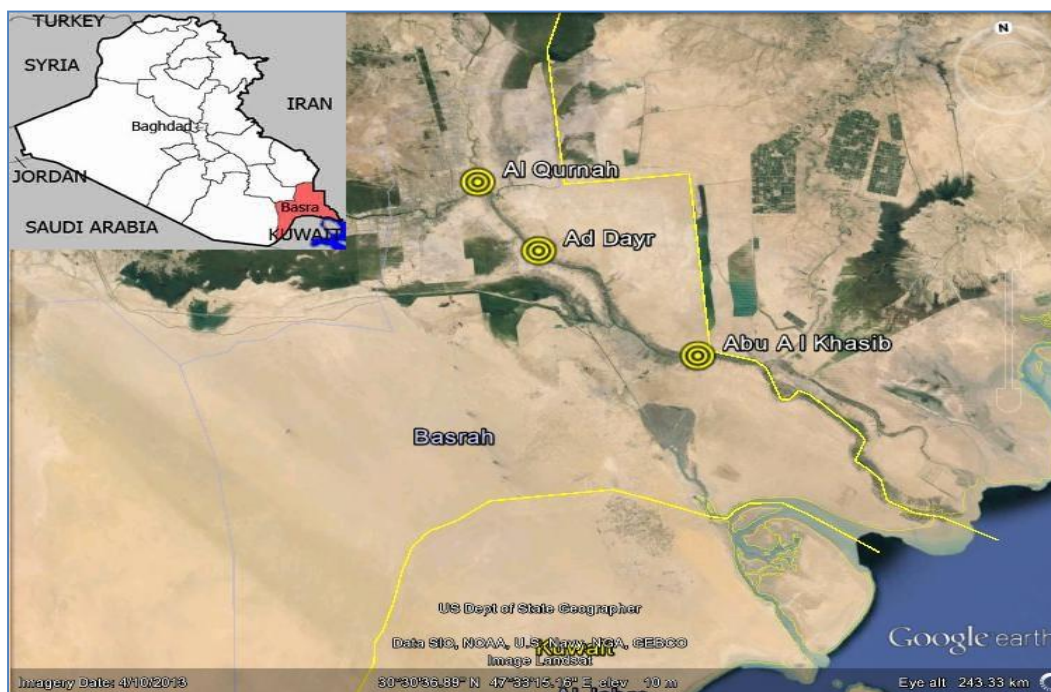 TURKEY
SYRIA
IRAN
Baghdad
JORDAN
Basra
SAUDI ARABIA
KUWAIT
N
Al Qurnah
Ad Dayr
Abu A l Khasib
Basrah
US Dept of State Geographer
Data SIO, NOAA, U.S. Navy, NGA, GEBCO
Image Landsat
Kuwait
Google earth
Imagery Date: 4/10/2013
30°30'36.89" N 47°33'15.16" E elev 10 m
Eye alt 243.33 km